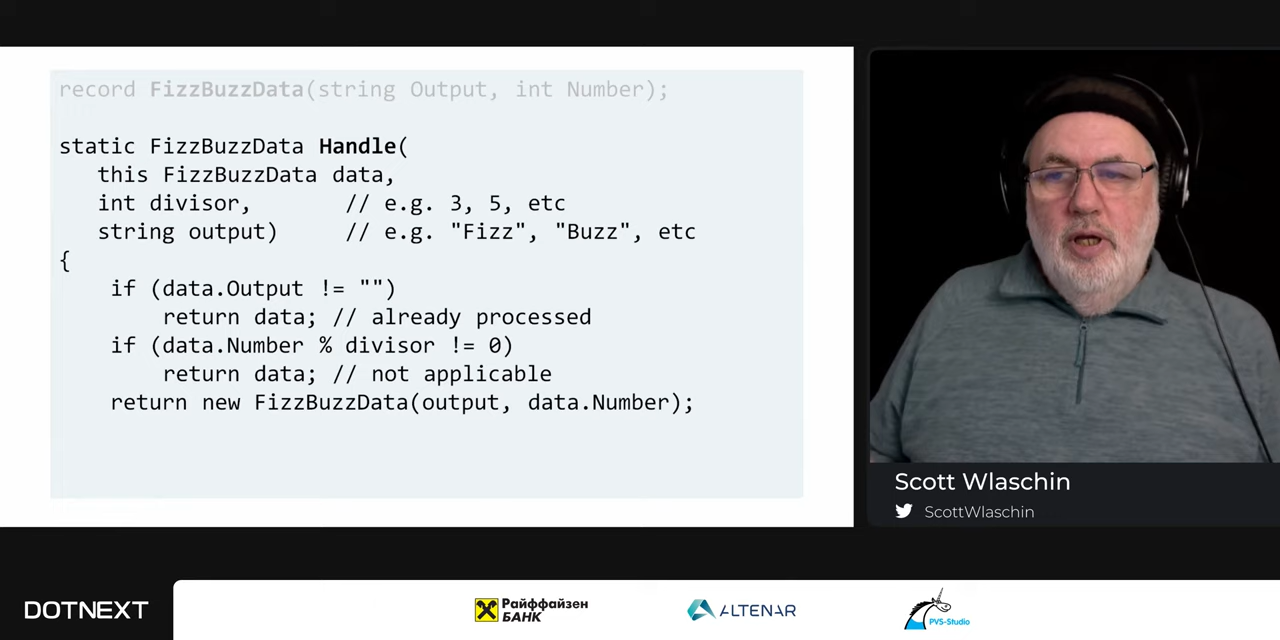 record FizzBuzzData(string Output, int Number);
static FizzBuzzData Handle(
this FizzBuzzData data,
int divisor, // e.g. 3, 5, etc
string output) // e.g. "Fizz", "Buzz", etc
{
if (data.Output != "")
return data; // already processed
if (data.Number % divisor != 0)
return data; // not applicable
return new FizzBuzzData(output, data.Number);
Scott Wlaschin
ScottWlaschin
DOTNEXT
Райффайзен
БАНК
ALTENAR
PVS-Studio